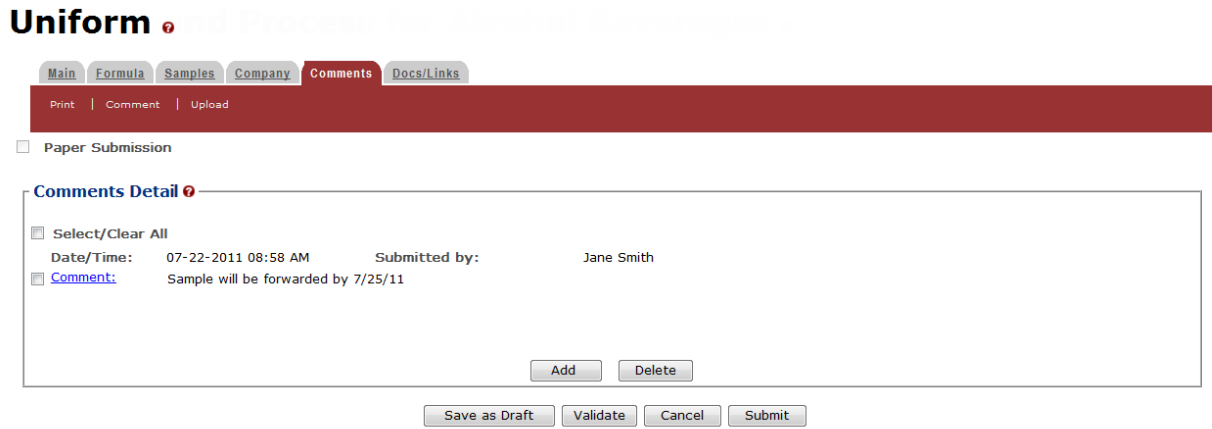 Uniform
Main Formula Samples Company Comments Docs/Links
Print | Comment | Upload
Paper Submission
Comments Detail
Select/Clear All
Date/Time: 07-22-2011 08:58 AM Submitted by: Jane Smith
Comment: Sample will be forwarded by 7/25/11
Add Delete
Save as Draft Validate Cancel Submit